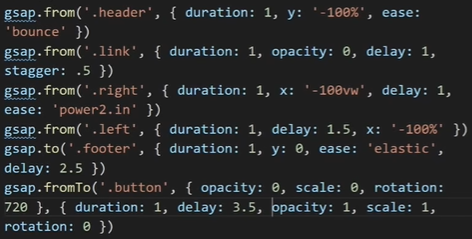 gsap.from('.header', { duration: 1, y: '-100%', ease:
'bounce' })
gsap.from('.link', { duration: 1, opacity: 0, delay: 1,
stagger: .5 })
gsap.from('.right', { duration: 1, x: '-100vw', delay: 1,
ease: 'power2.in' })
gsap.from('.left', { duration: 1, delay: 1.5, x: '-100%' })
gsap.to('.footer', { duration: 1, y: 0, ease: 'elastic',
delay: 2.5 })
gsap.fromTo('.button', { opacity: 0, scale: 0, rotation:
720 }, { duration: 1, delay: 3.5, opacity: 1, scale: 1,
rotation: 0 })